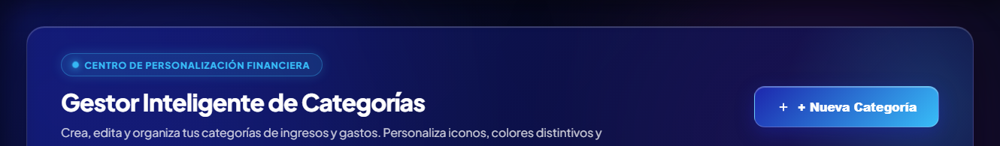 CENTRO DE PERSONALIZACIÓN FINANCIERA
Gestor Inteligente de Categorías
+ + Nueva Categoría
Crea, edita y organiza tus categorías de ingresos y gastos. Personaliza iconos, colores distintivos y